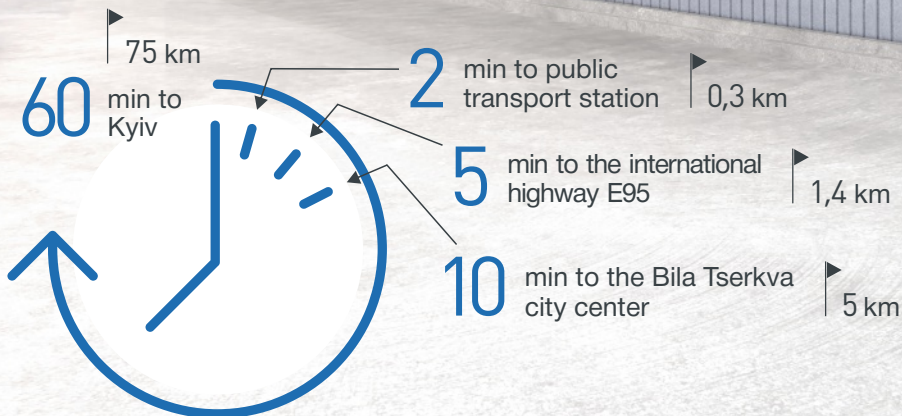 75 km
60 min to
Kyiv
2 min to public
transport station
0,3 km
5 min to the international
highway E95
1,4 km
10 min to the Bila Tserkva
city center
5 km